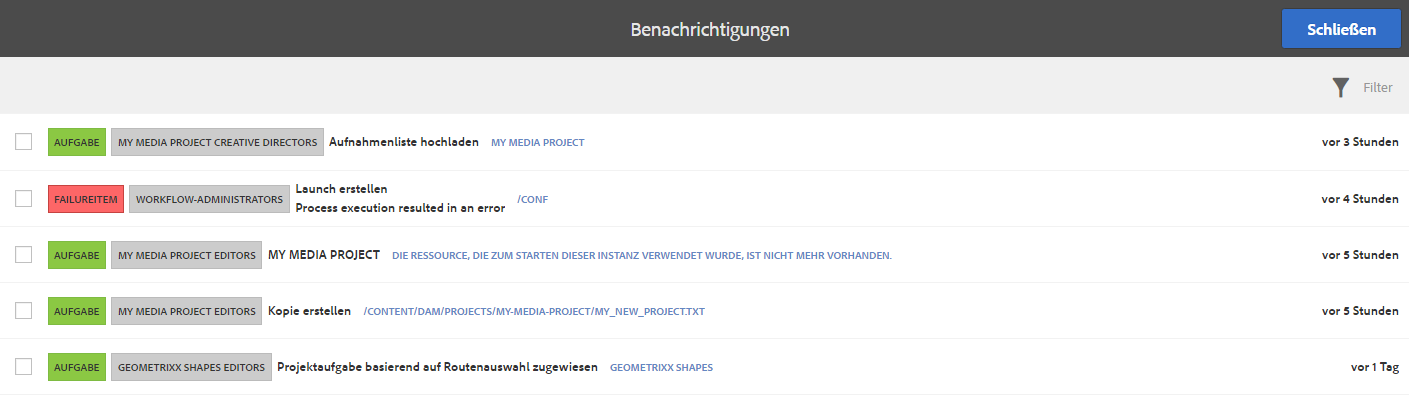 Benachrichtigungen
Schließen
Filter
AUFGABE MY MEDIA PROJECT CREATIVE DIRECTORS Aufnahmenliste hochladen MY MEDIA PROJECT vor 3 Stunden
FAILUREITEM WORKFLOW-ADMINISTRATORS Launch erstellen
Process execution resulted in an error /CONF vor 4 Stunden
AUFGABE MY MEDIA PROJECT EDITORS MY MEDIA PROJECT DIE RESSOURCE, DIE ZUM STARTEN DIESER INSTANZ VERWENDET WURDE, IST NICHT MEHR VORHANDEN. vor 5 Stunden
AUFGABE MY MEDIA PROJECT EDITORS Kopie erstellen /CONTENT/DAM/PROJECTS/MY-MEDIA-PROJECT/MY_NEW_PROJECT.TXT vor 5 Stunden
AUFGABE GEOMETRIXX SHAPES EDITORS Projektaufgabe basierend auf Routenauswahl zugewiesen GEOMETRIXX SHAPES vor 1 Tag